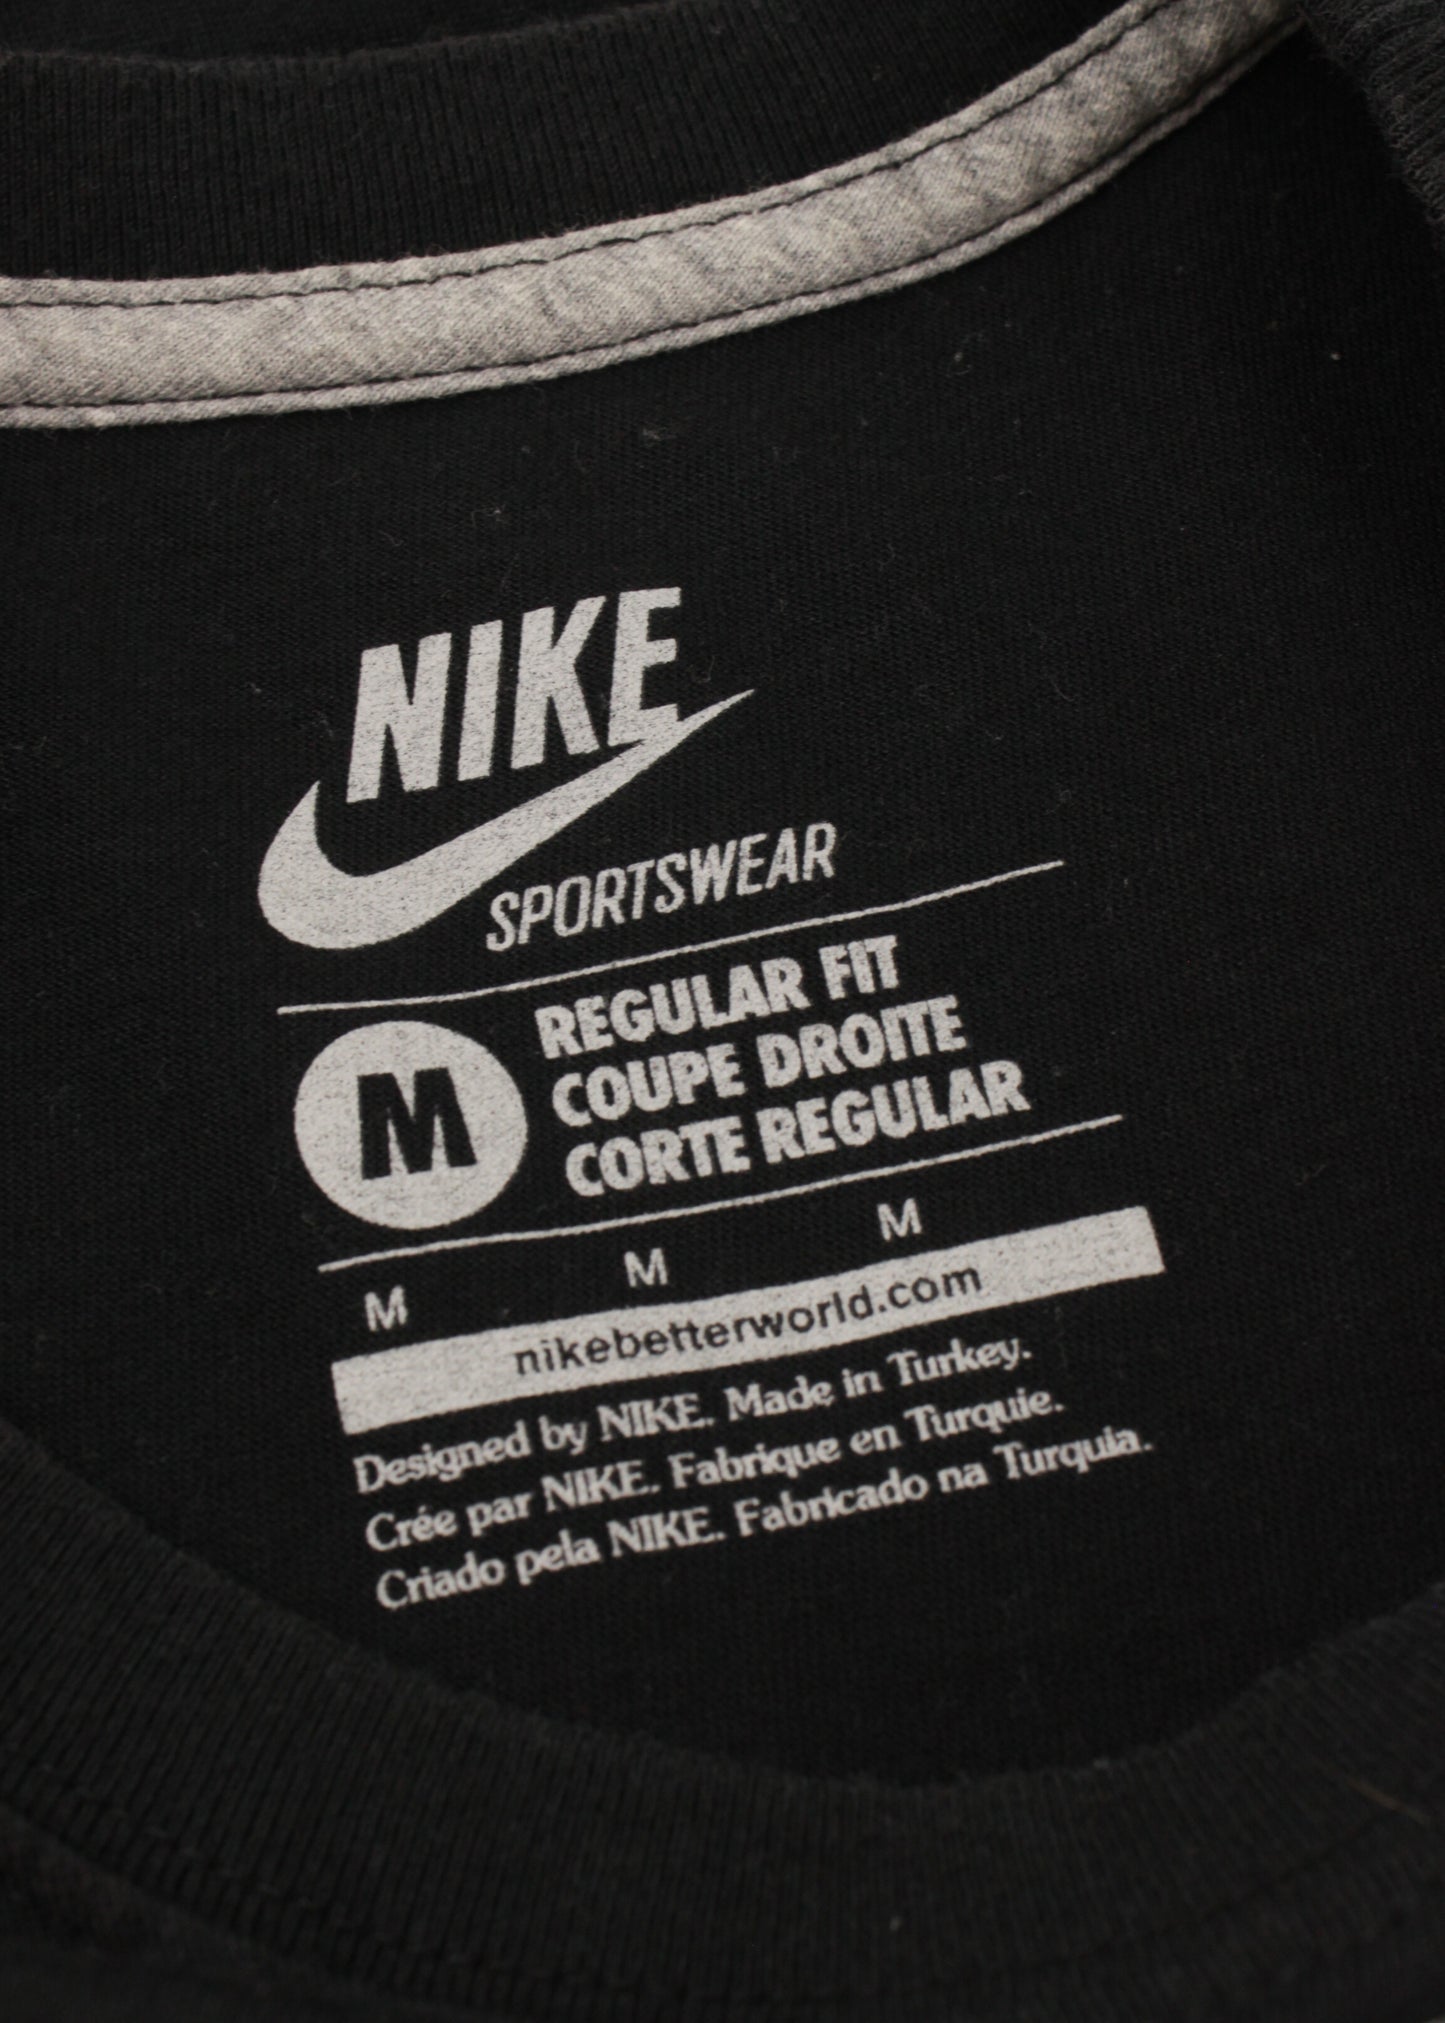 NIKE
SPORTSWEAR
M
REGULAR FIT
COUPE DROITE
CORTE REGULAR
M M M
nikebetterworld.com
Designed by NIKE. Made in Turkey.
Crée par NIKE. Fabrique en Turquie.
Criado pela NIKE. Fabricado na Turquia.